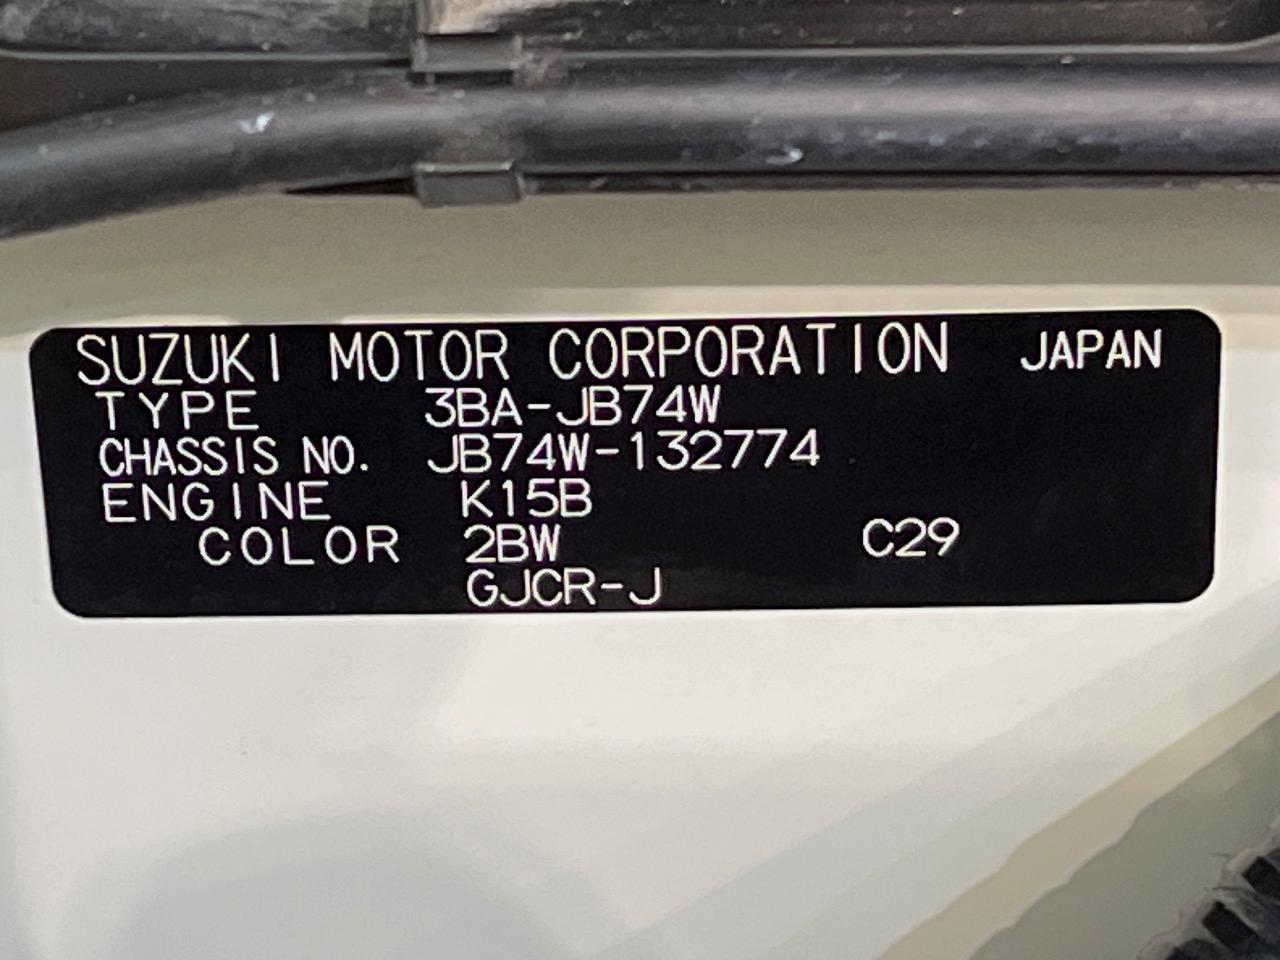 SUZUKI MOTOR CORPORATION JAPAN
TYPE 3BA-JB74W
CHASSIS NO. JB74W-132774
ENGINE K15B
COLOR 2BW C29
GJCR-J